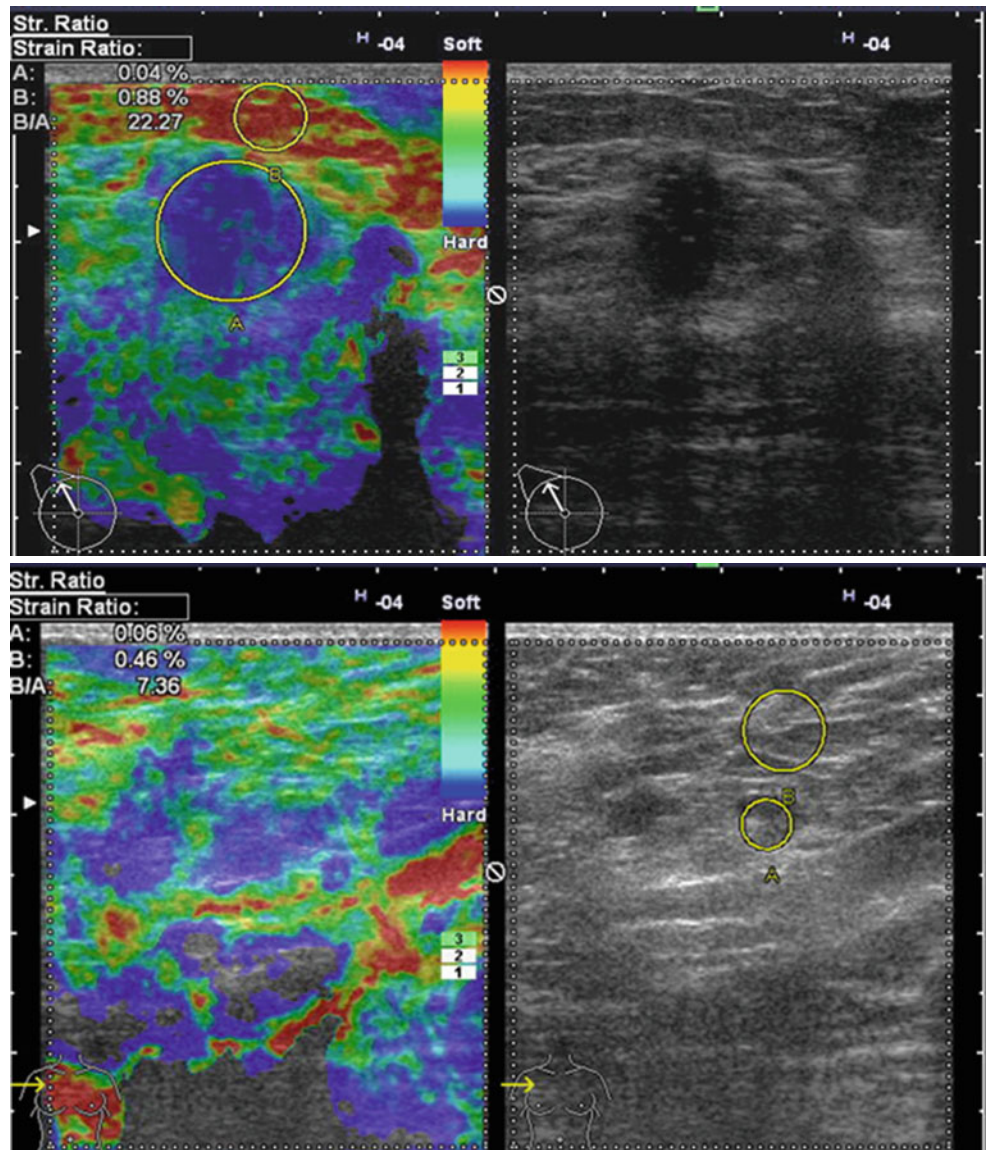 Str. Ratio
Strain Ratio:
A: 0.04 %
B: 0.88 %
B/A: 22.27
H -04 Soft
H -04
B
Hard
A
3
2
1
Str. Ratio
Strain Ratio:
A: 0.06 %
B: 0.46 %
B/A: 7.36
H -04 Soft
H -04
B
Hard
A
3
2
1